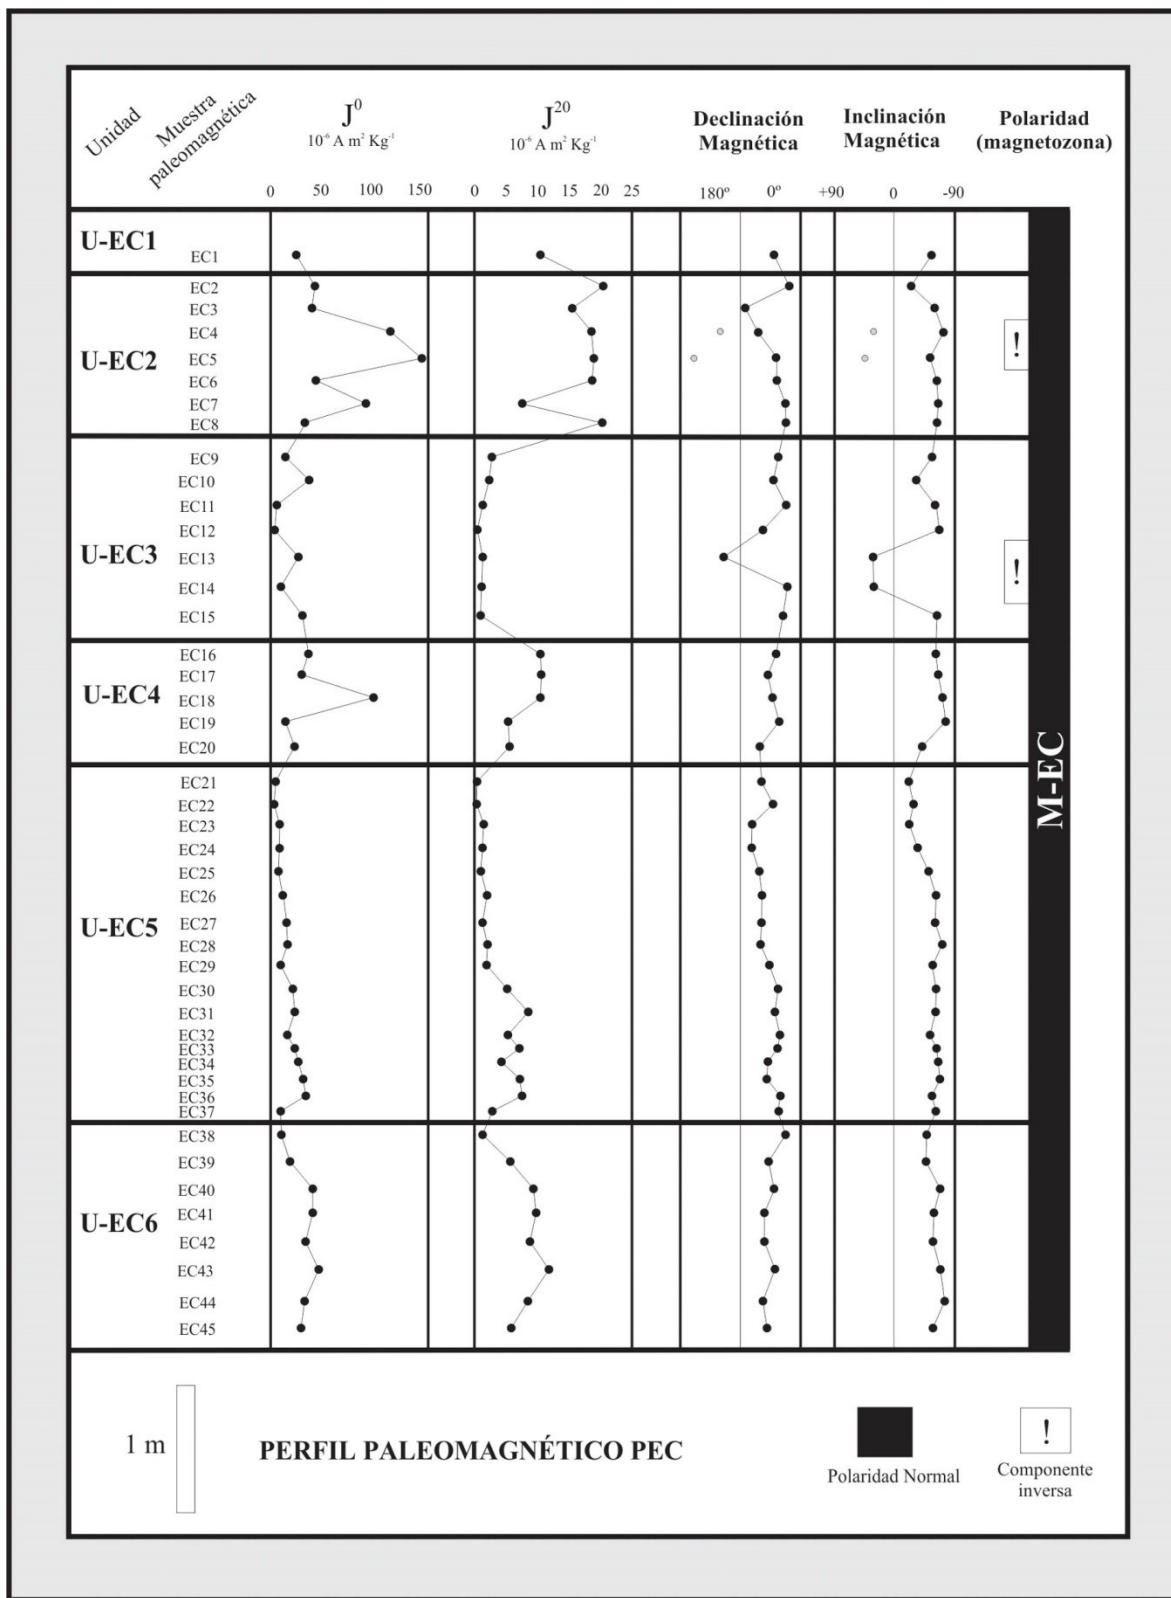 Unidad
Muestra
paleomagnética
J⁰
10⁻⁶ A m² Kg⁻¹
J²⁰
10⁻⁶ A m² Kg⁻¹
Declinación
Magnética
Inclinación
Magnética
Polaridad
(magnetozona)
0 50 100 150
0 5 10 15 20 25
180º 0º
+90 0 -90
U-EC1
EC1
U-EC2
EC2
EC3
EC4
EC5
EC6
EC7
EC8
!
U-EC3
EC9
EC10
EC11
EC12
EC13
EC14
EC15
!
U-EC4
EC16
EC17
EC18
EC19
EC20
U-EC5
EC21
EC22
EC23
EC24
EC25
EC26
EC27
EC28
EC29
EC30
EC31
EC32
EC33
EC34
EC35
EC36
EC37
U-EC6
EC38
EC39
EC40
EC41
EC42
EC43
EC44
EC45
M-EC
1 m
PERFIL PALEOMAGNÉTICO PEC
Polaridad Normal
!
Componente
inversa